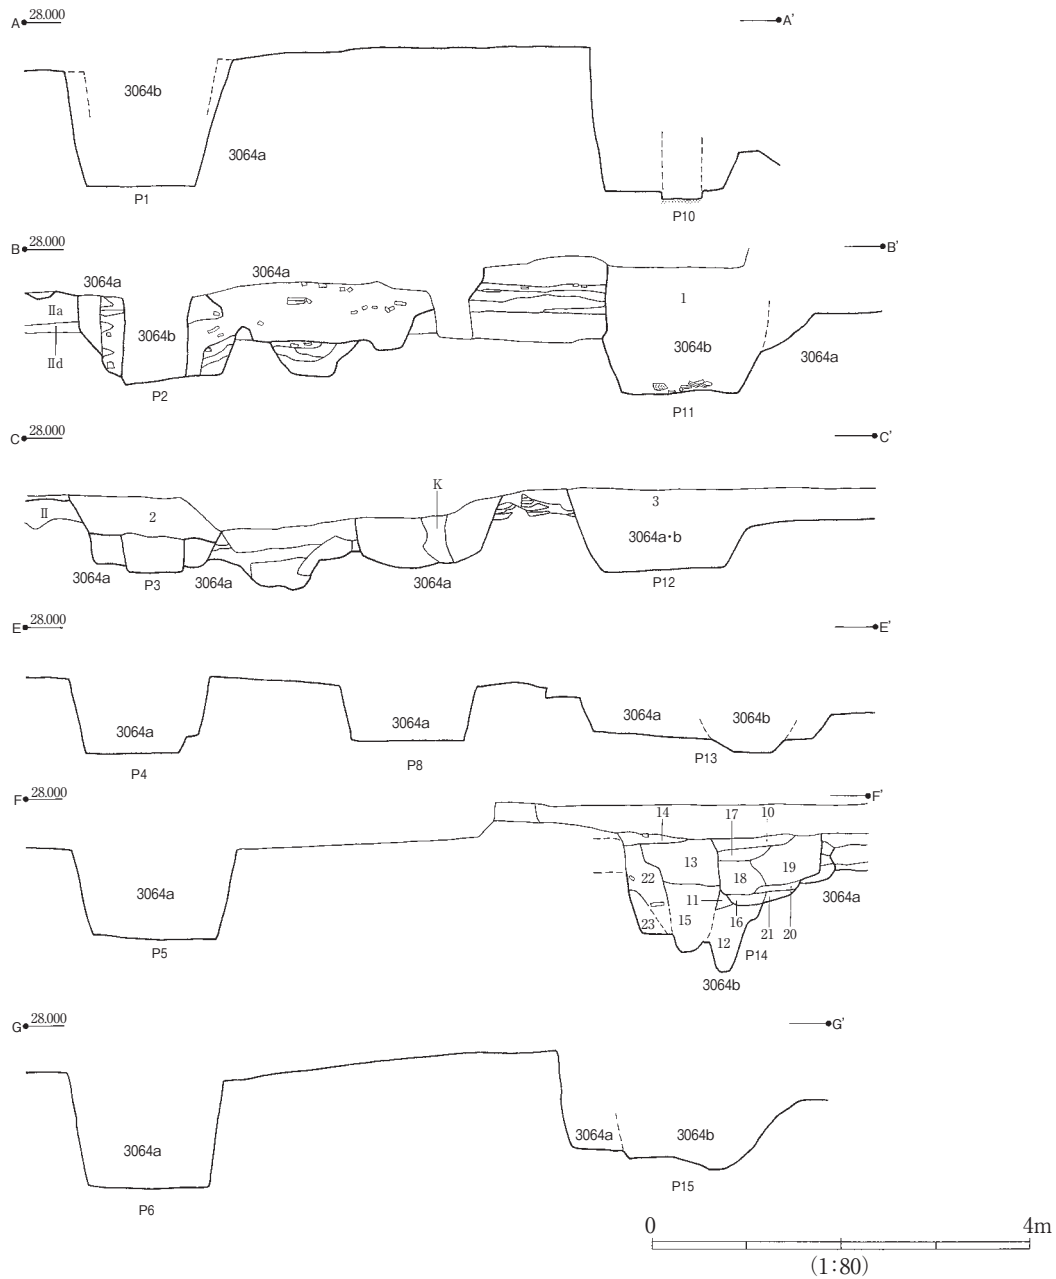 A 28.000 A'
3064b
3064a
P1
P10
B 28.000 B'
3064a 3064a
IIa
IId
3064b
1
3064b
3064a
P2
P11
C 28.000 C'
K
II
2
3
3064a・b
3064a
P3
3064a
3064a
P12
E 28.000 E'
3064a
3064a
3064a
3064b
P4
P8
P13
F 28.000 F'
14 17 10
13
22
18
19
11
3064a
23 15
16
21 20
12
P14
3064a
P5
3064b
G 28.000 G'
3064a
3064b
3064a
P15
P6
0 4m
(1:80)